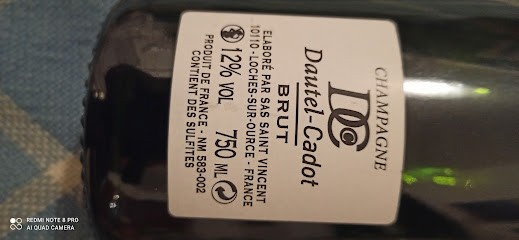 CHAMPAGNE
DC
Dautel-Cadot
BRUT
ELABORÉ PAR SAS SAINT VINCENT
10110 - LOCHES-SUR-OURCE - FRANCE
12% VOL 750 ML
PRODUIT DE FRANCE - NM 583-002
CONTIENT DES SULFITES
REDMI NOTE 8 PRO
AI QUAD CAMERA